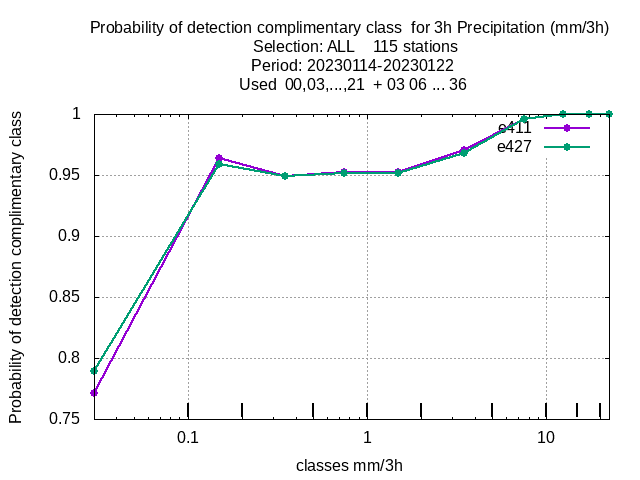 Probability of detection complimentary class  for 3h Precipitation (mm/3h)
Selection: ALL    115 stations
Period: 20230114-20230122
Used  00,03,...,21  + 03 06 ... 36
Probability of detection complimentary class
1
0.95
0.9
0.85
0.8
0.75
e411
e427
0.1
1
10
classes mm/3h